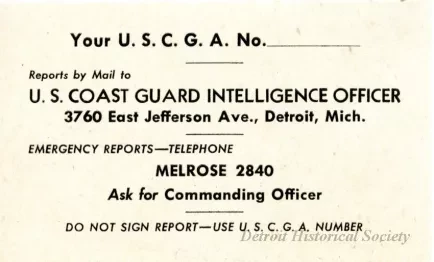 Your U. S. C. G. A. No.
Reports by Mail to
U. S. COAST GUARD INTELLIGENCE OFFICER
3760 East Jefferson Ave., Detroit, Mich.
EMERGENCY REPORTS—TELEPHONE
MELROSE 2840
Ask for Commanding Officer
DO NOT SIGN REPORT—USE U. S. C. G. A. NUMBER
Detroit Historical Society